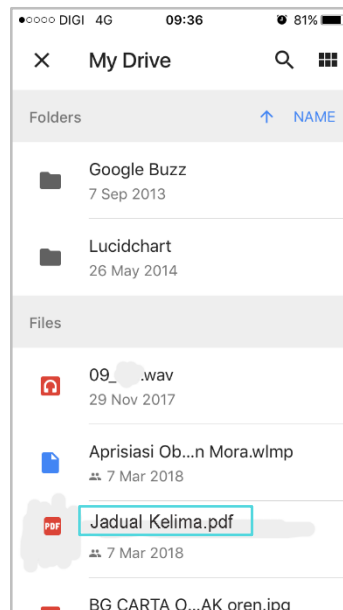 DIGI 4G 09:36 81%
My Drive
Folders NAME
Google Buzz
7 Sep 2013
Lucidchart
26 May 2014
Files
09_ .wav
29 Nov 2017
Aprisiasi Ob...n Mora.wlmp
7 Mar 2018
PDF Jadual Kelima.pdf
7 Mar 2018
BG CARTA O...AK oren.jpg